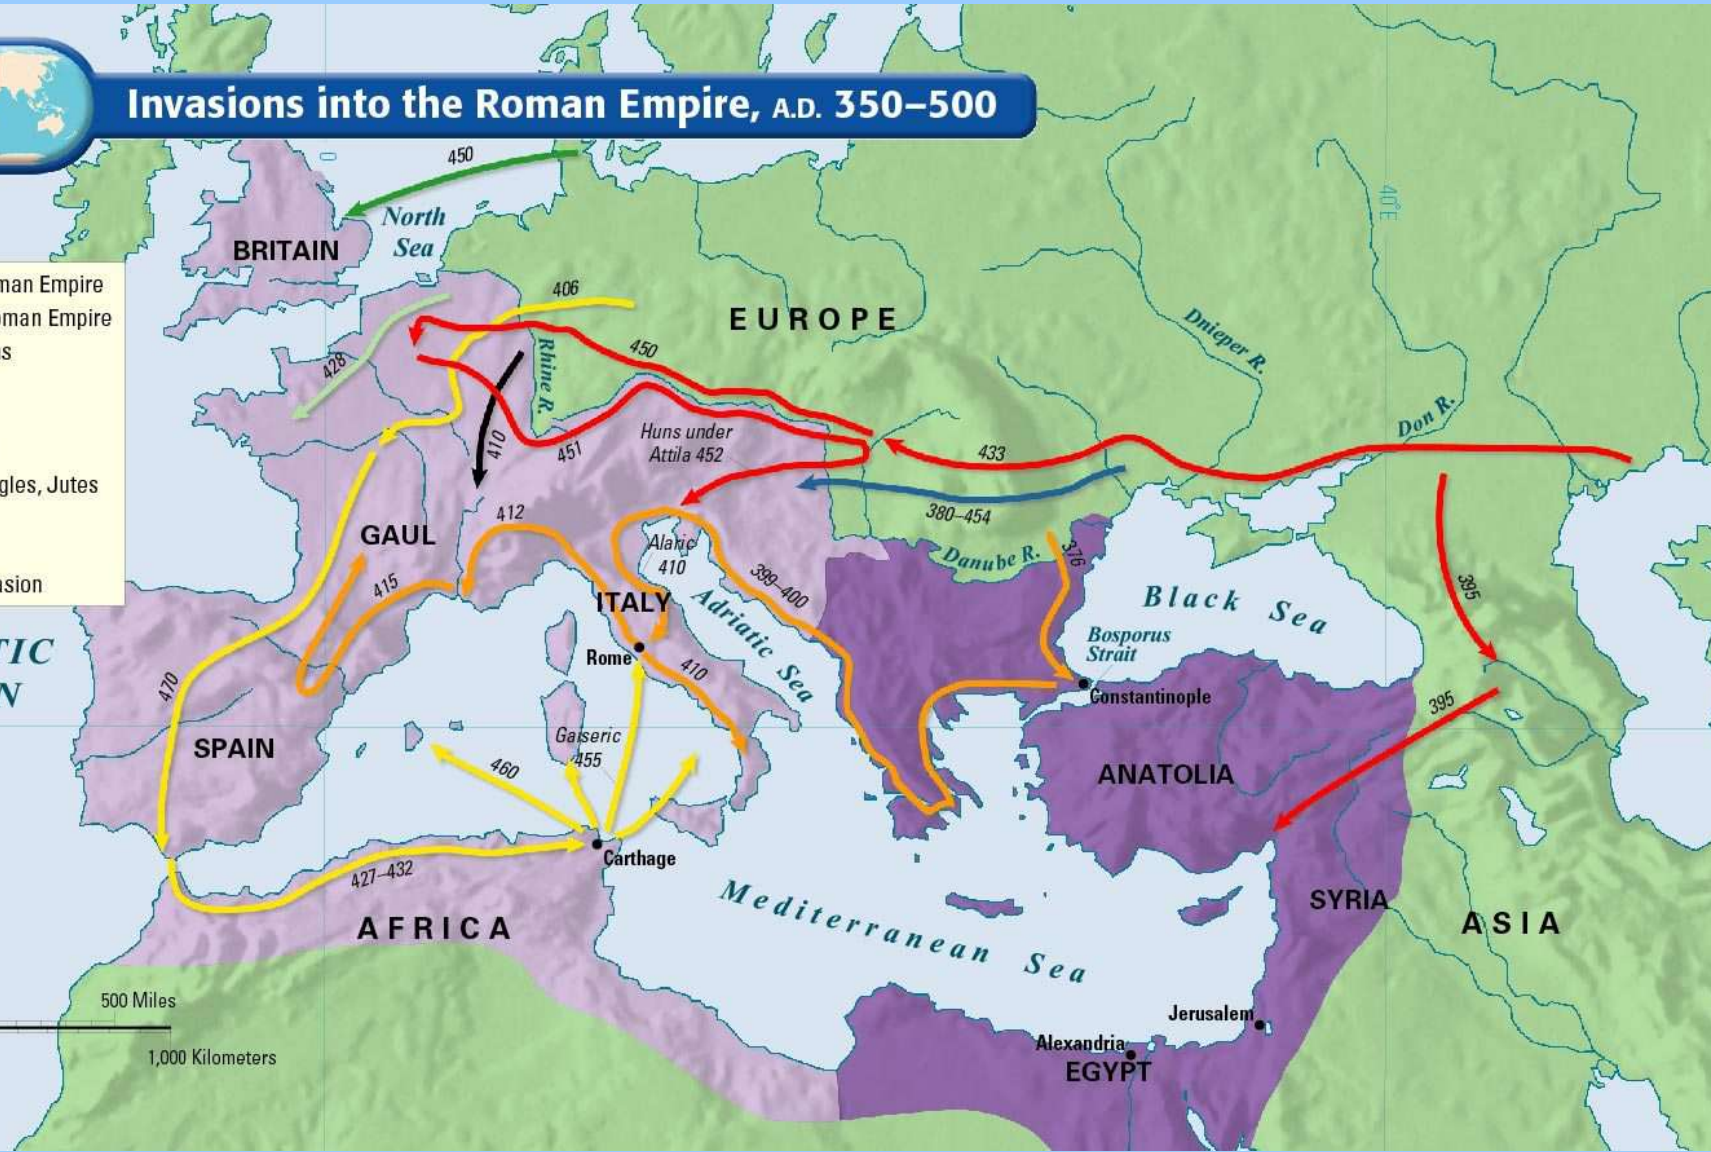 Invasions into the Roman Empire, A.D. 350–500
450
North
Sea
BRITAIN
man Empire
oman Empire
s
gles, Jutes
sion
406
EUROPE
40°E
Dnieper R.
Don R.
428
Rhine R.
450
410
451
Huns under
Attila 452
433
380–454
412
GAUL
415
Alaric
410
399–400
Danube R.
376
395
Black Sea
Bosporus
Strait
TIC
N
ITALY
Adriatic Sea
Rome
410
Constantinople
395
470
SPAIN
Gaiseric
455
460
ANATOLIA
Carthage
427–432
AFRICA
Mediterranean Sea
SYRIA
ASIA
500 Miles
1,000 Kilometers
Jerusalem
Alexandria
EGYPT
0